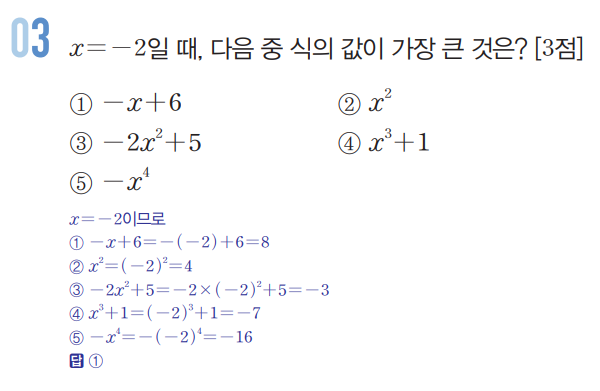 03 x=-2일 때, 다음 중 식의 값이 가장 큰 것은? [3점]
① -x+6 ② x²
③ -2x²+5 ④ x³+1
⑤ -x⁴
x=-2이므로
① -x+6=-(-2)+6=8
② x²=(-2)²=4
③ -2x²+5=-2×(-2)²+5=-3
④ x³+1=(-2)³+1=-7
⑤ -x⁴=-(-2)⁴=-16
답 ①